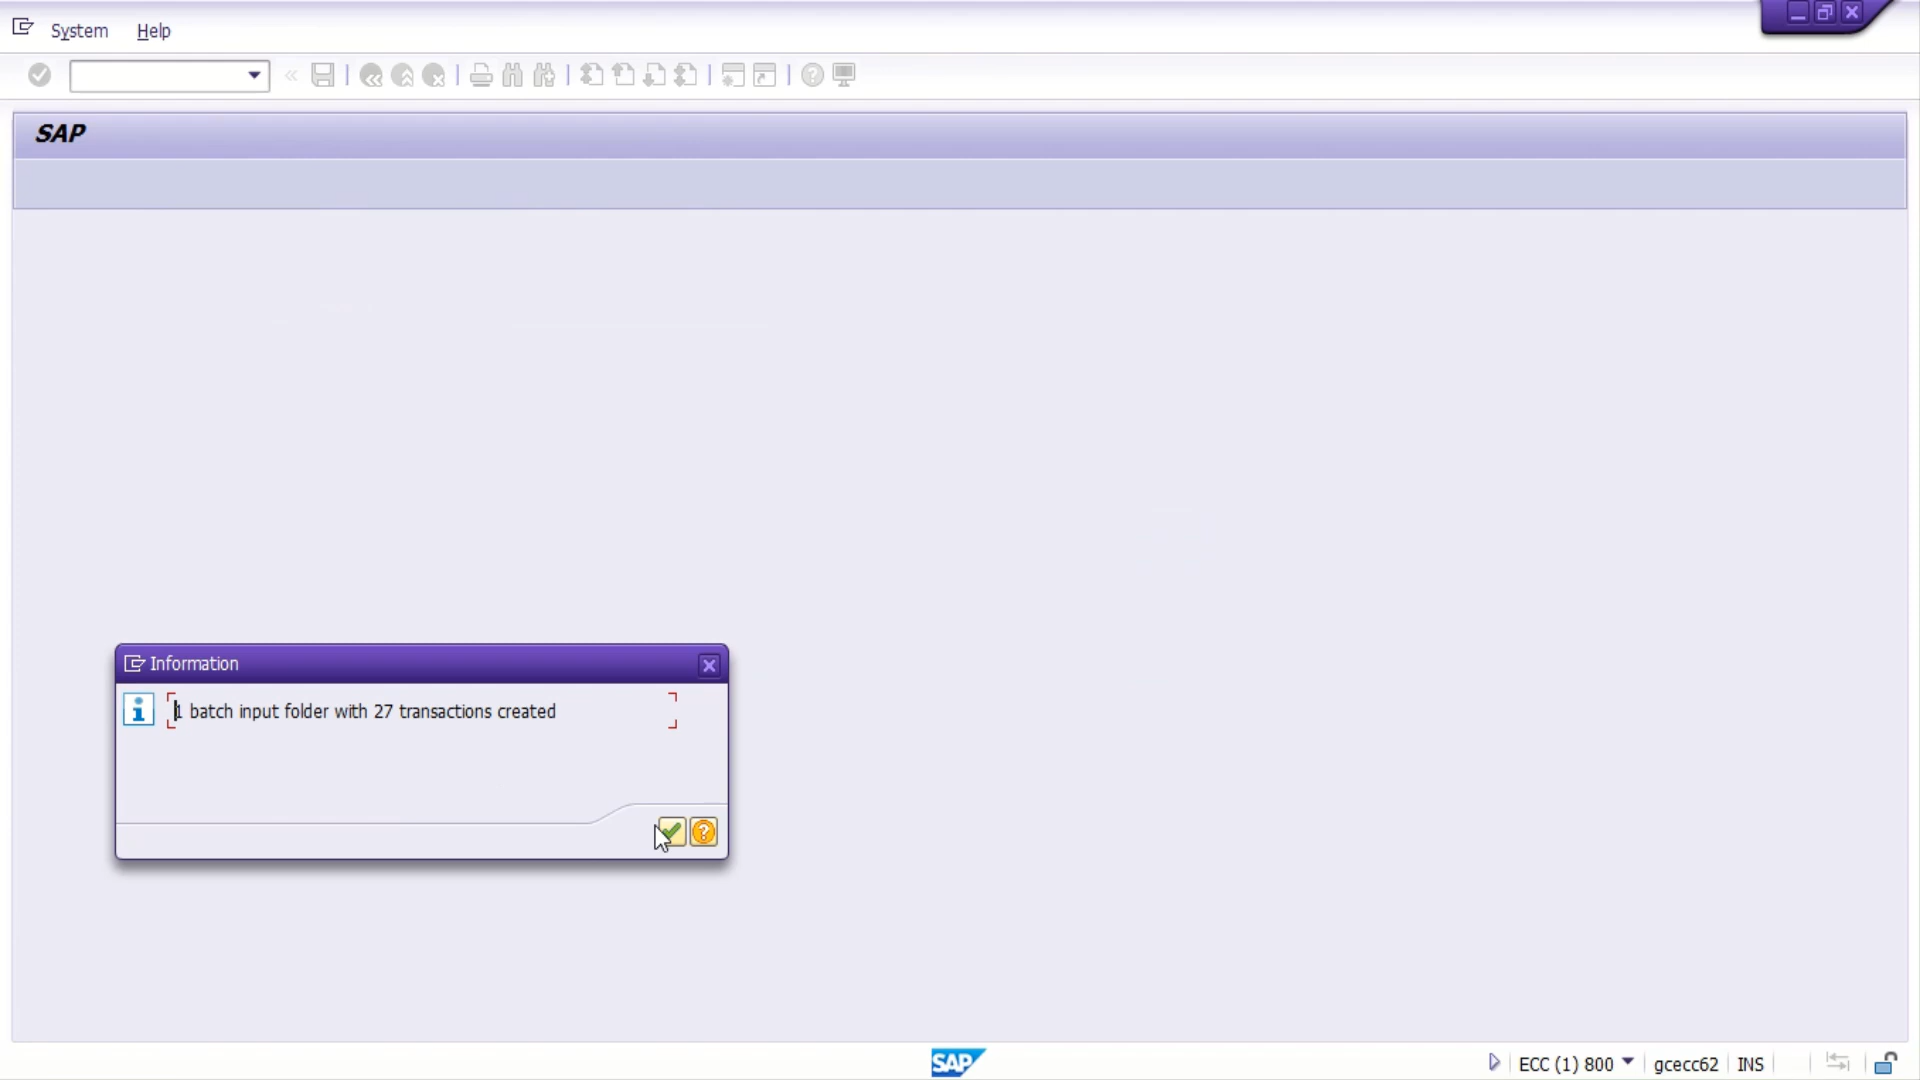 System Help
SAP
Information
1 batch input folder with 27 transactions created
SAP
ECC (1) 800 gcecc62 INS